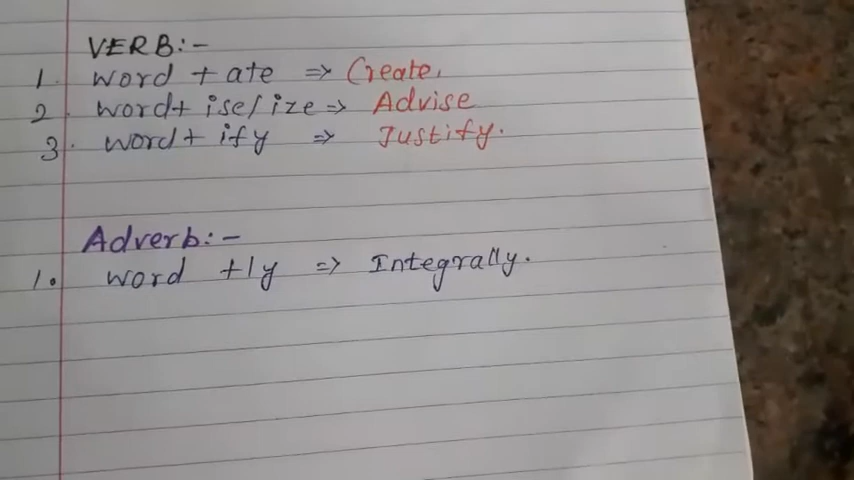 VERB:-
1. word + ate => Create.
2. word+ ise/ize => Advise
3. word+ ify => Justify.
Adverb:-
1. word +ly => Integrally.